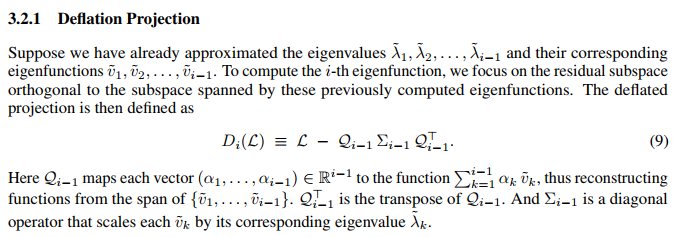 3.2.1 Deflation Projection
Suppose we have already approximated the eigenvalues λ̃₁, λ̃₂, . . . , λ̃ᵢ₋₁ and their corresponding
eigenfunctions ṽ₁, ṽ₂, . . . , ṽᵢ₋₁. To compute the i-th eigenfunction, we focus on the residual subspace
orthogonal to the subspace spanned by these previously computed eigenfunctions. The deflated
projection is then defined as
Dᵢ(ℒ) ≡ ℒ − 𝒬ᵢ₋₁ Σᵢ₋₁ 𝒬ᵢ₋₁^⊤. (9)
Here 𝒬ᵢ₋₁ maps each vector (α₁, . . . , αᵢ₋₁) ∈ ℝ^{i−1} to the function ∑_{k=1}^{i−1} αₖ ṽₖ, thus reconstructing
functions from the span of {ṽ₁, . . . , ṽᵢ₋₁}. 𝒬ᵢ₋₁^⊤ is the transpose of 𝒬ᵢ₋₁. And Σᵢ₋₁ is a diagonal
operator that scales each ṽₖ by its corresponding eigenvalue λ̃ₖ.